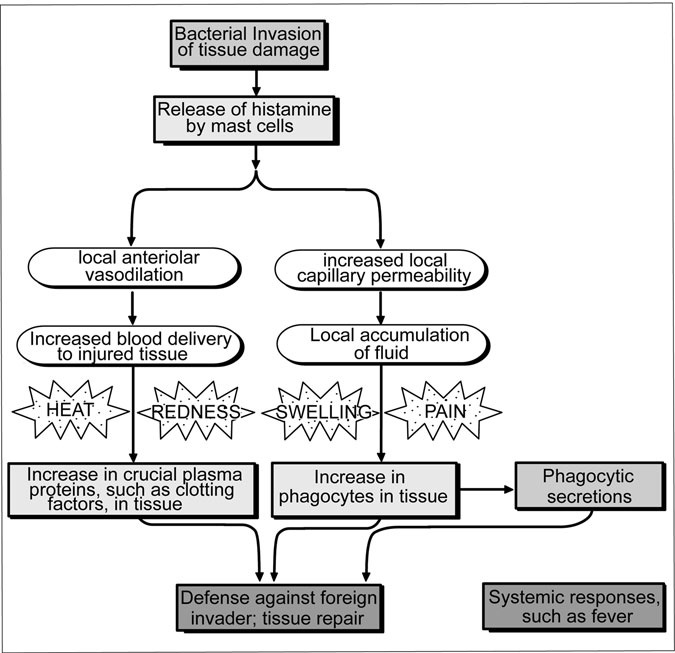 Bacterial Invasion
of tissue damage
Release of histamine
by mast cells
local anteriolar
vasodilation
increased local
capillary permeability
Increased blood delivery
to injured tissue
Local accumulation
of fluid
HEAT
REDNESS
SWELLING
PAIN
Increase in crucial plasma
proteins, such as clotting
factors, in tissue
Increase in
phagocytes in tissue
Phagocytic
secretions
Defense against foreign
invader; tissue repair
Systemic responses,
such as fever